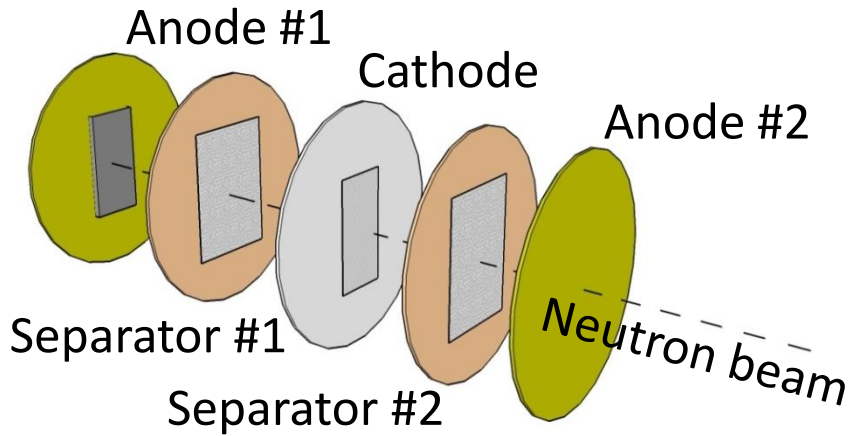 Anode #1
Cathode
Anode #2
Separator #1
Separator #2
Neutron beam